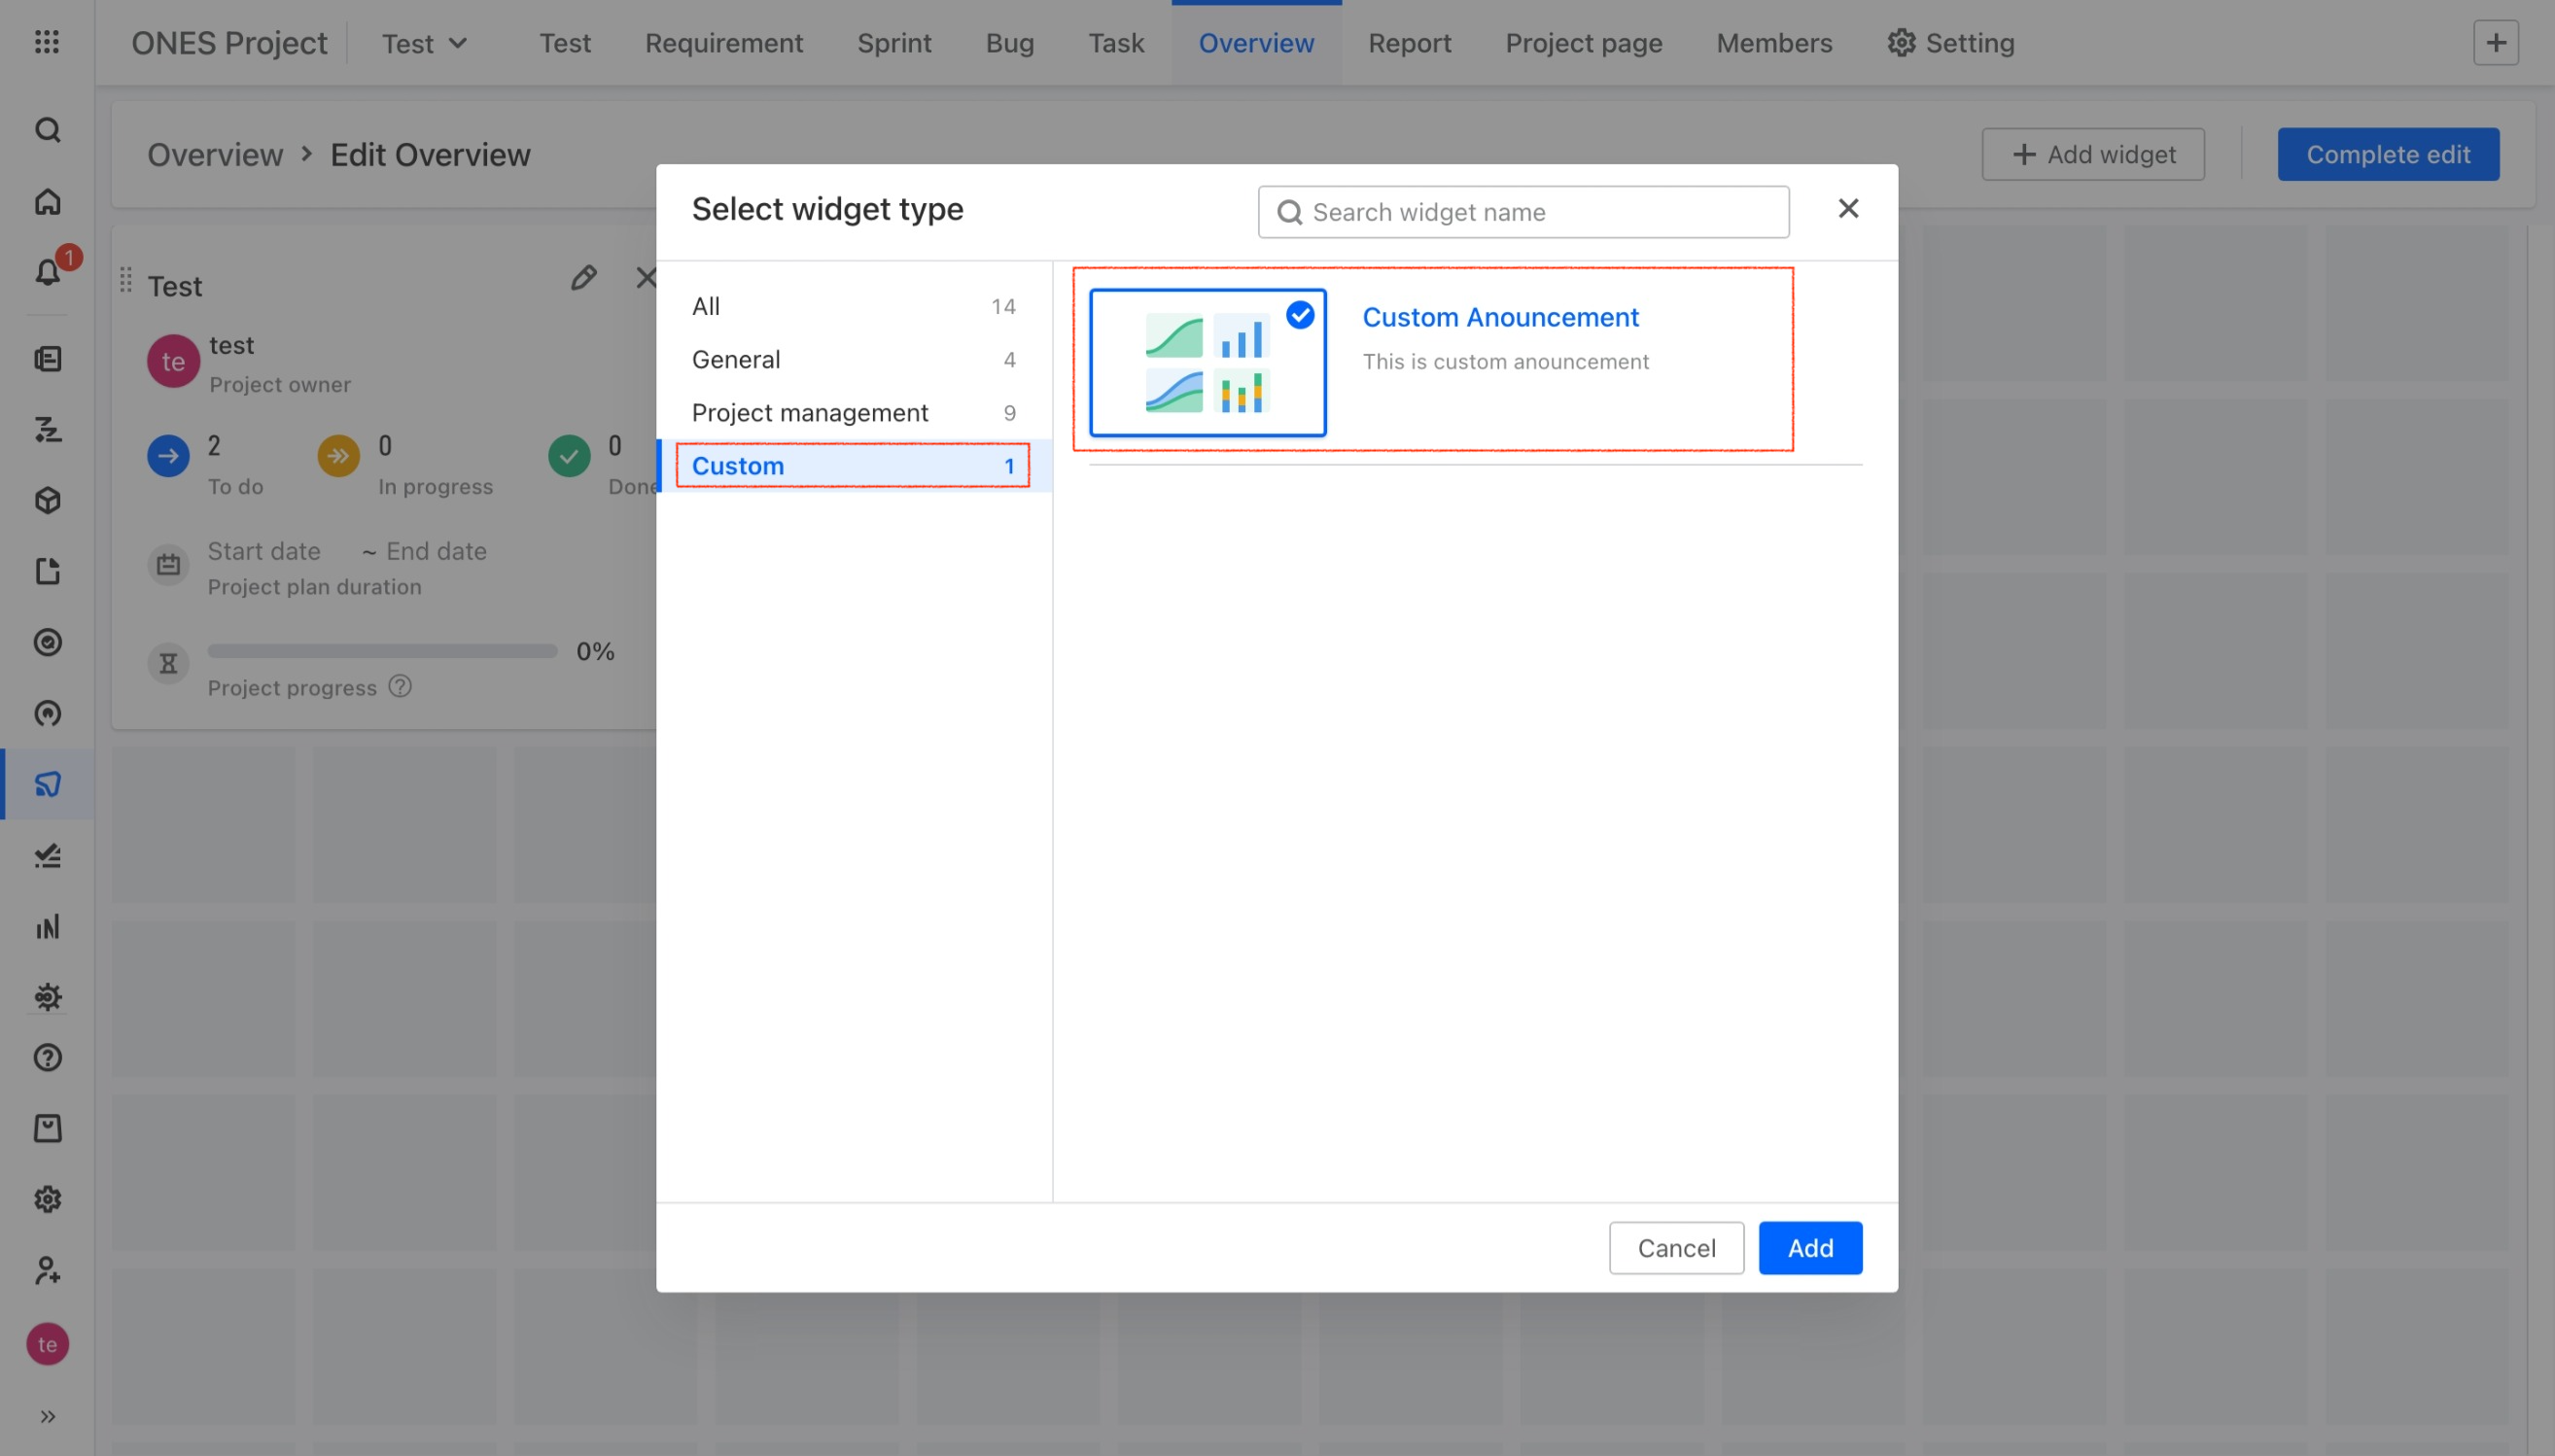 ONES Project Test Test Requirement Sprint Bug Task Overview Report Project page Members Setting
Overview > Edit Overview
Add widget
Complete edit
1
Test
te
test
Project owner
2
To do
0
In progress
0
Done
Start date ~ End date
Project plan duration
0%
Project progress
Select widget type
Search widget name
All 14
General 4
Project management 9
Custom 1
Custom Anouncement
This is custom anouncement
Cancel
Add
te